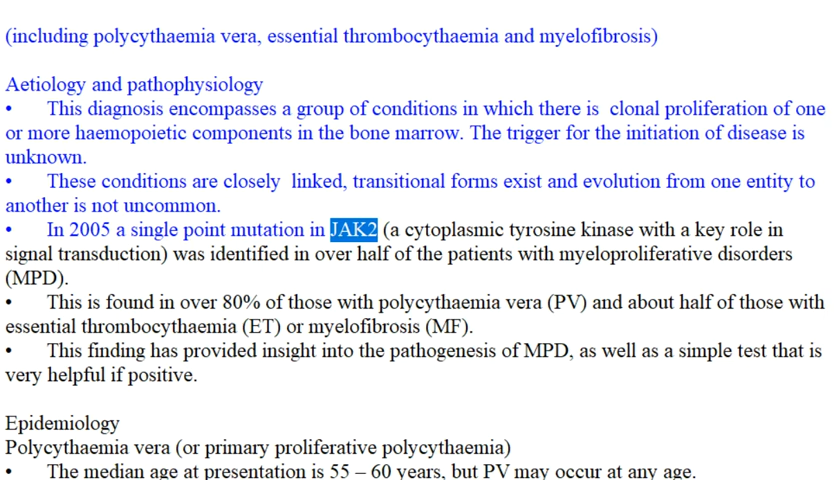 (including polycythaemia vera, essential thrombocythaemia and myelofibrosis)
Aetiology and pathophysiology
• This diagnosis encompasses a group of conditions in which there is clonal proliferation of one
or more haemopoietic components in the bone marrow. The trigger for the initiation of disease is
unknown.
• These conditions are closely linked, transitional forms exist and evolution from one entity to
another is not uncommon.
• In 2005 a single point mutation in JAK2 (a cytoplasmic tyrosine kinase with a key role in
signal transduction) was identified in over half of the patients with myeloproliferative disorders
(MPD).
• This is found in over 80% of those with polycythaemia vera (PV) and about half of those with
essential thrombocythaemia (ET) or myelofibrosis (MF).
• This finding has provided insight into the pathogenesis of MPD, as well as a simple test that is
very helpful if positive.
Epidemiology
Polycythaemia vera (or primary proliferative polycythaemia)
• The median age at presentation is 55 – 60 years, but PV may occur at any age.